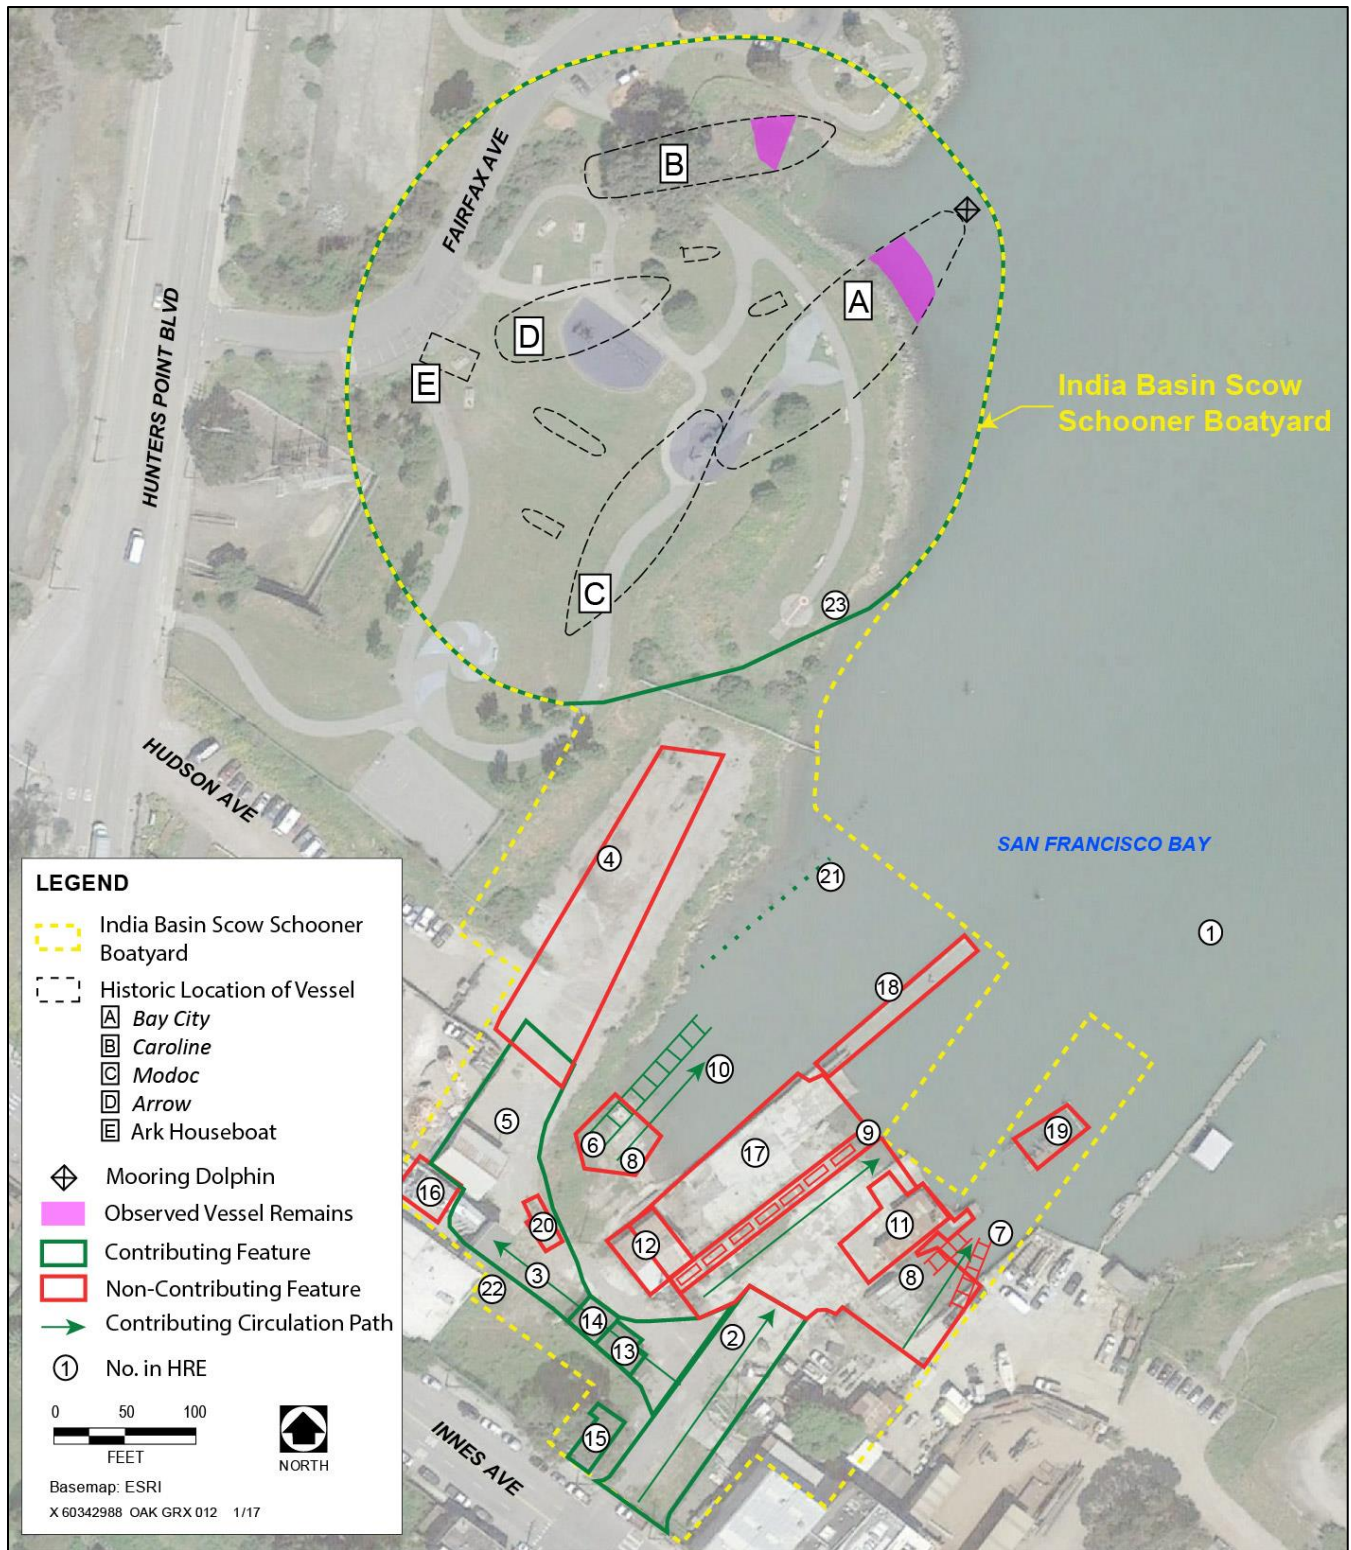 FAIRFAX AVE
B
A
D
E
HUNTERS POINT BLVD
India Basin Scow
Schooner Boatyard
C
23
HUDSON AVE
SAN FRANCISCO BAY
4
21
1
18
10
5
6
8
17
9
19
16
20
12
11
7
3
8
22
14
13
2
15
INNES AVE
LEGEND
India Basin Scow Schooner
Boatyard
Historic Location of Vessel
A Bay City
B Caroline
C Modoc
D Arrow
E Ark Houseboat
Mooring Dolphin
Observed Vessel Remains
Contributing Feature
Non-Contributing Feature
Contributing Circulation Path
1 No. in HRE
0 50 100
FEET
NORTH
Basemap: ESRI
X 60342988 OAK GRX 012 1/17